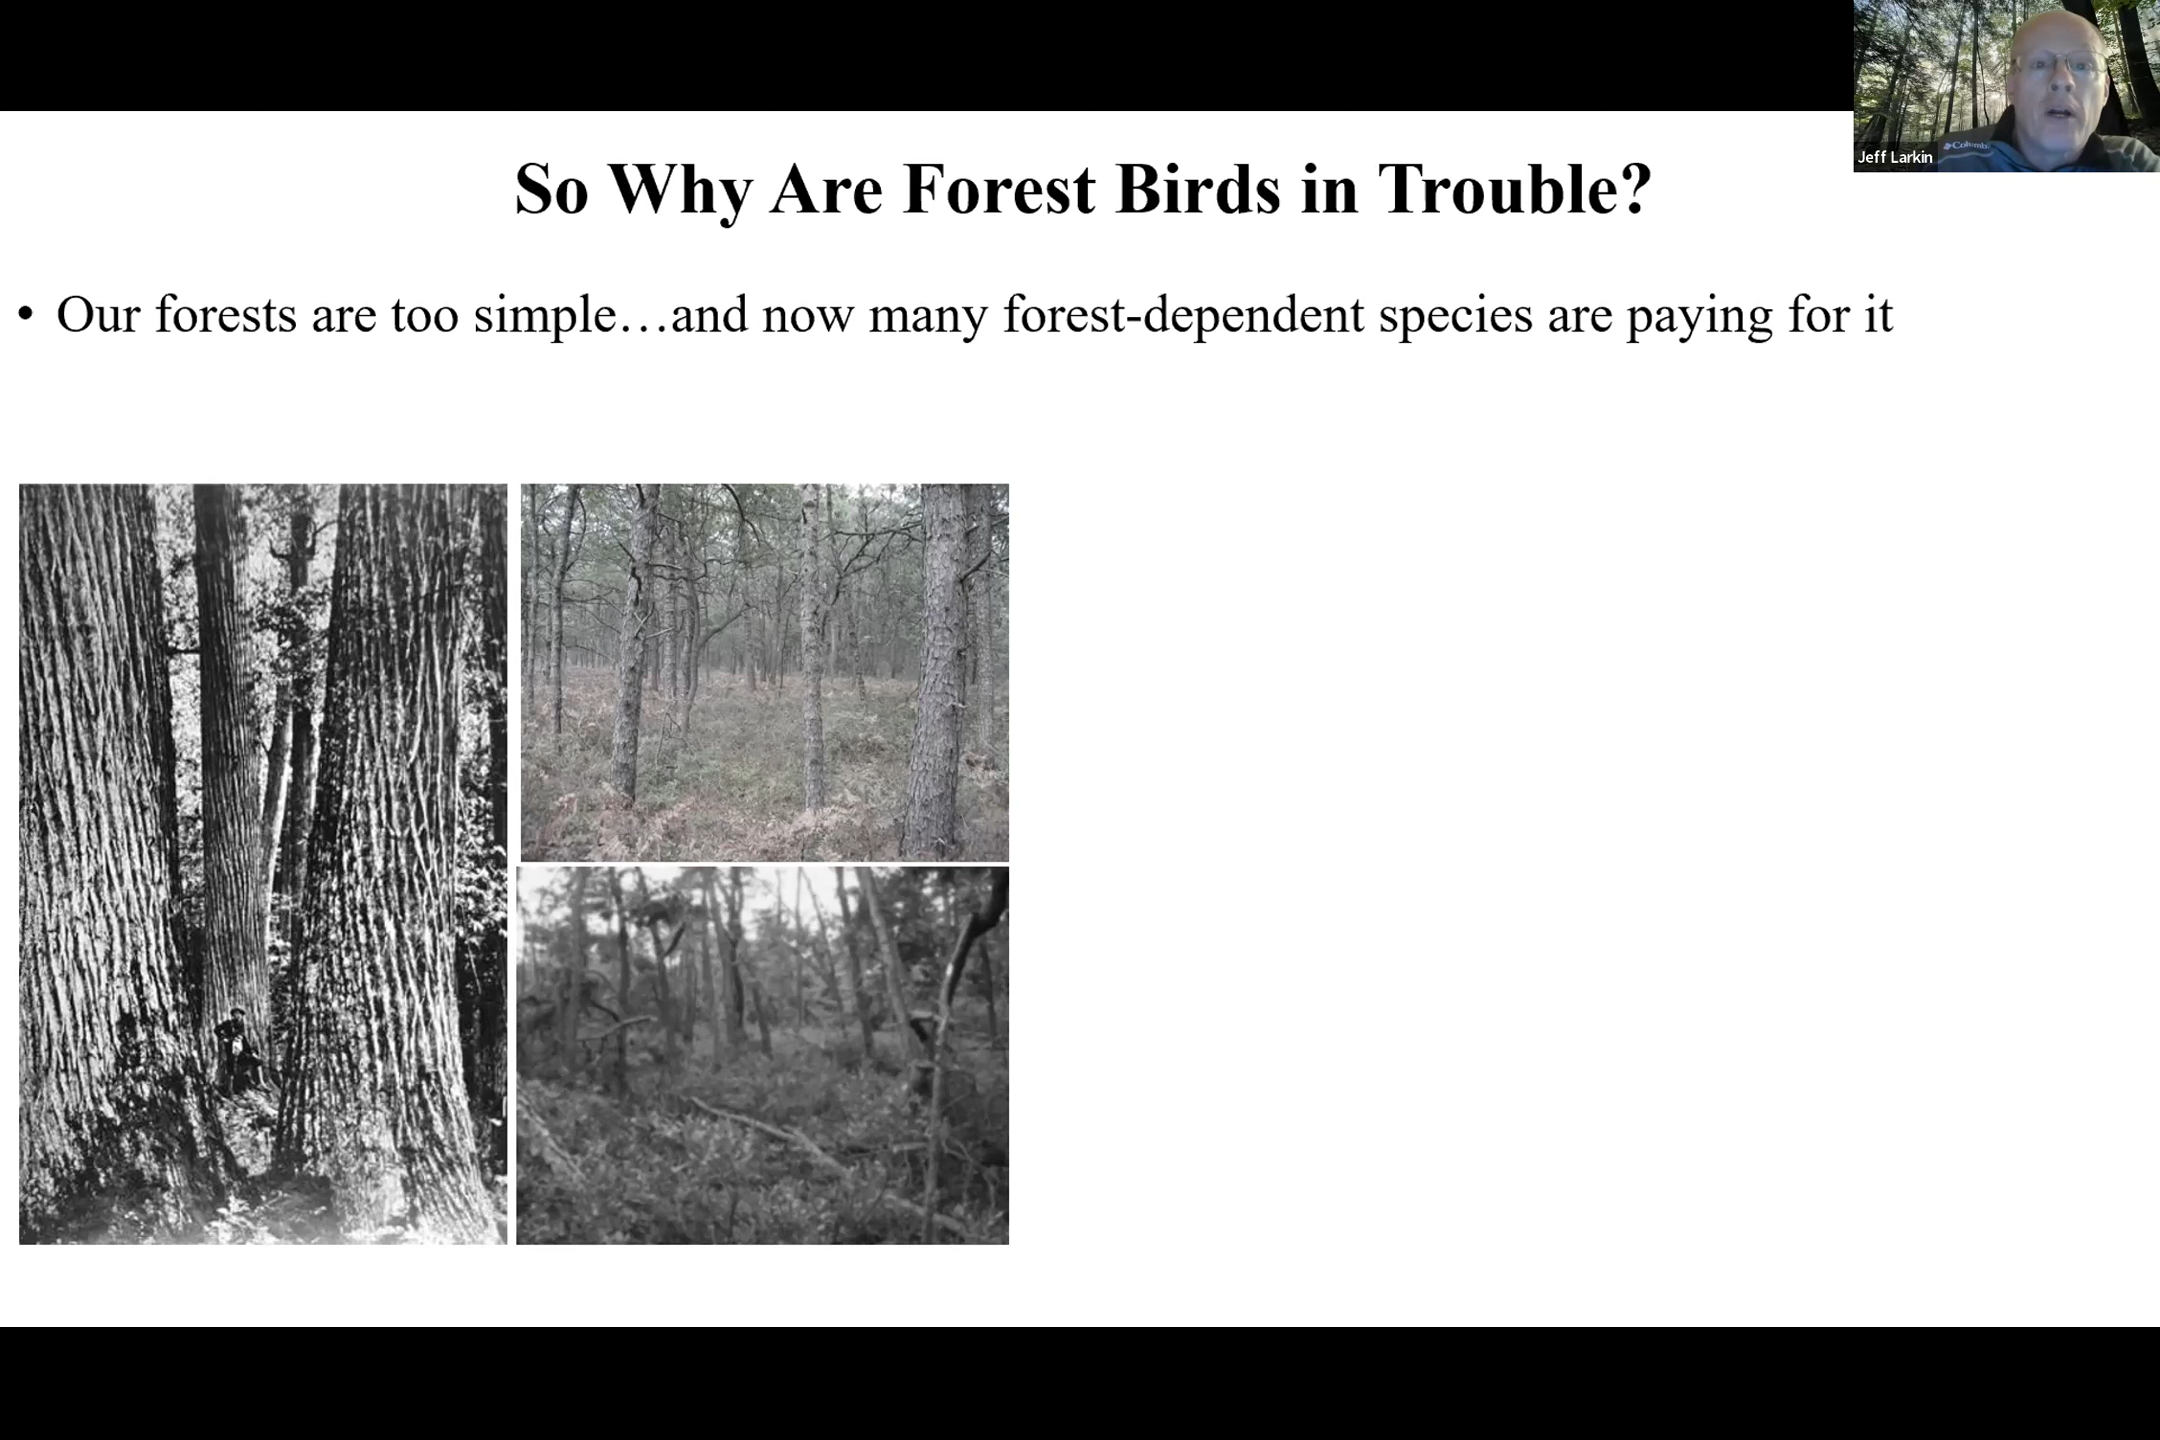 So Why Are Forest Birds in Trouble?
• Our forests are too simple…and now many forest-dependent species are paying for it
Jeff Larkin
Columbia